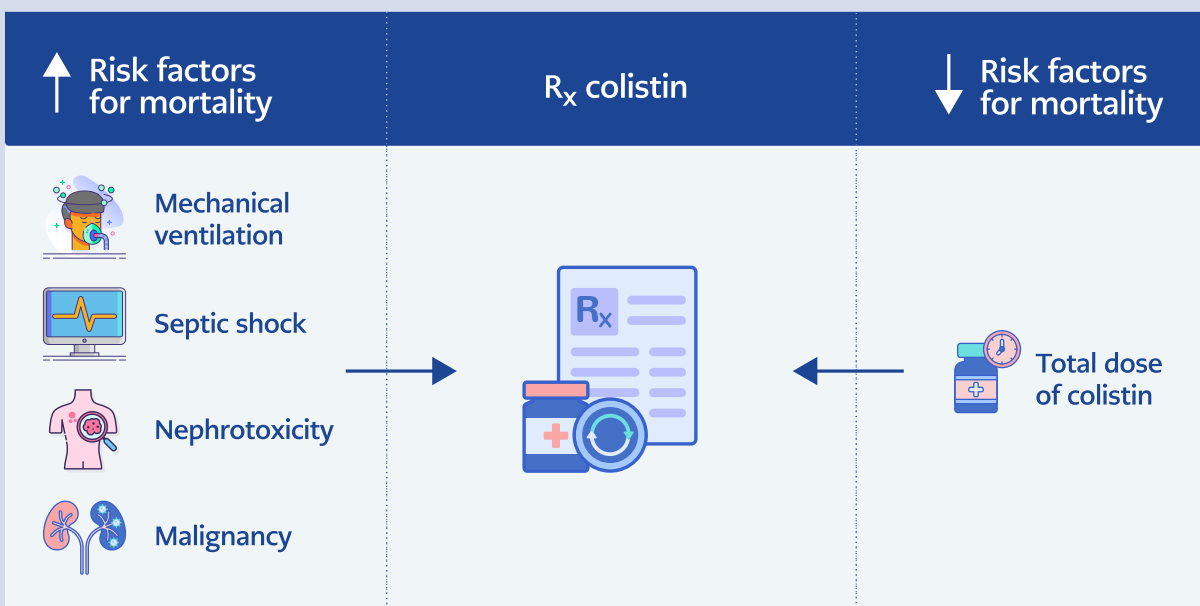 Risk factors
for mortality
Rx colistin
Risk factors
for mortality
Mechanical
ventilation
Septic shock
Nephrotoxicity
Malignancy
Rx
Total dose
of colistin